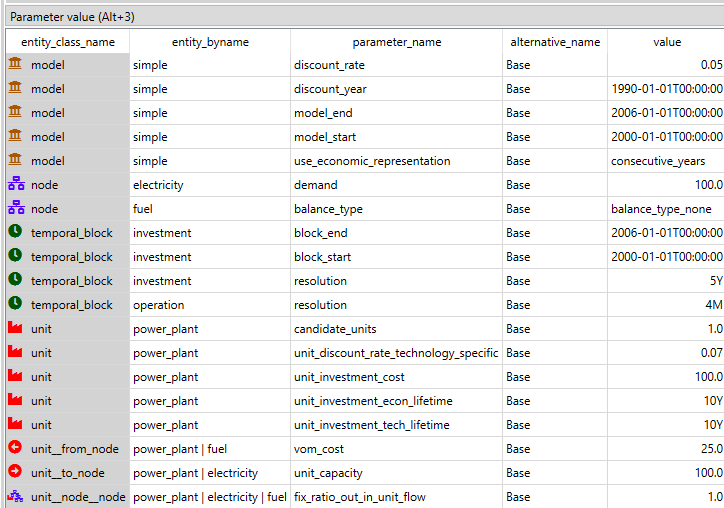 Parameter value (Alt+3)
entity_class_name entity_byname parameter_name alternative_name value
model simple discount_rate Base 0.05
model simple discount_year Base 1990-01-01T00:00:00
model simple model_end Base 2006-01-01T00:00:00
model simple model_start Base 2000-01-01T00:00:00
model simple use_economic_representation Base consecutive_years
node electricity demand Base 100.0
node fuel balance_type Base balance_type_none
temporal_block investment block_end Base 2006-01-01T00:00:00
temporal_block investment block_start Base 2000-01-01T00:00:00
temporal_block investment resolution Base 5Y
temporal_block operation resolution Base 4M
unit power_plant candidate_units Base 1.0
unit power_plant unit_discount_rate_technology_specific Base 0.07
unit power_plant unit_investment_cost Base 100.0
unit power_plant unit_investment_econ_lifetime Base 10Y
unit power_plant unit_investment_tech_lifetime Base 10Y
unit__from_node power_plant | fuel vom_cost Base 25.0
unit__to_node power_plant | electricity unit_capacity Base 100.0
unit__node__node power_plant | electricity | fuel fix_ratio_out_in_unit_flow Base 1.0